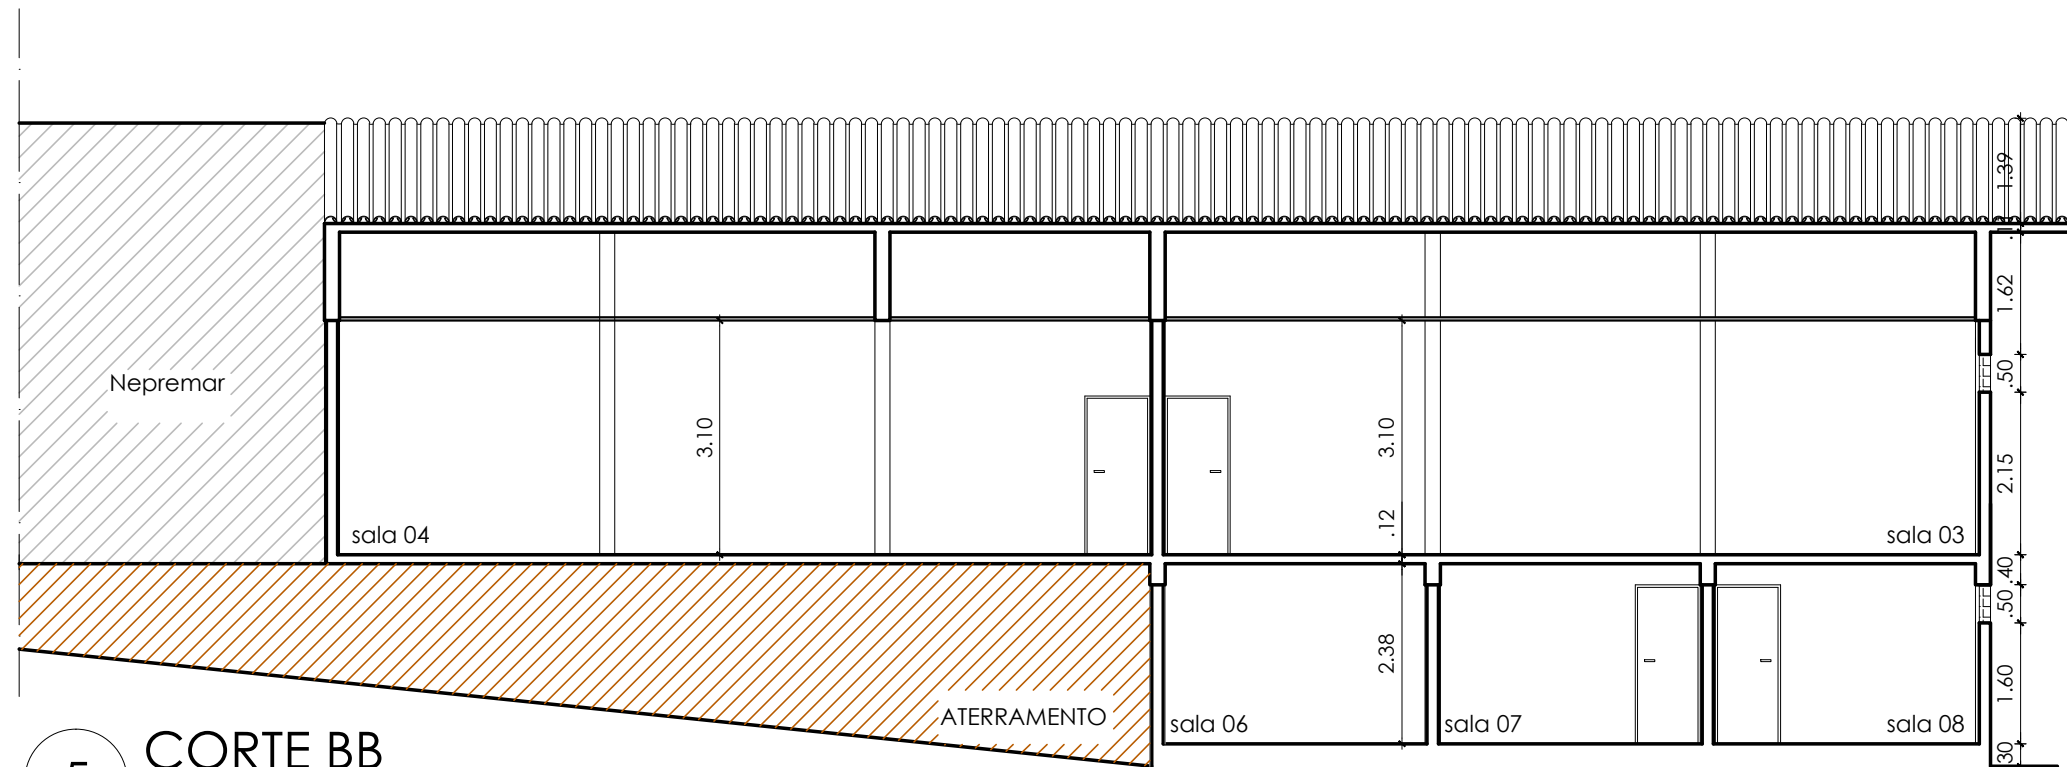 1.39
1.62
.50
Nepremar
3.10
3.10
2.15
.12
sala 04
sala 03
.40
.50
2.38
1.60
ATERRAMENTO
sala 06
sala 07
sala 08
CORTE BB
.30